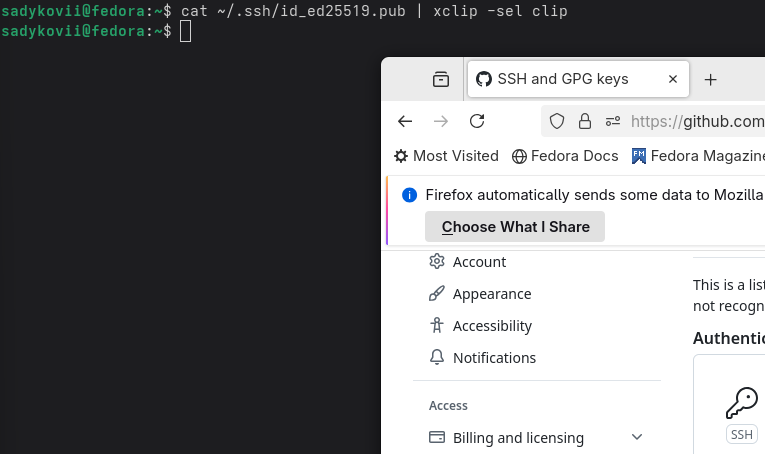 sadykovii@fedora:~$ cat ~/.ssh/id_ed25519.pub | xclip -sel clip
sadykovii@fedora:~$
SSH and GPG keys
https://github.com
Most Visited Fedora Docs Fedora Magazine
Firefox automatically sends some data to Mozilla
Choose What I Share
Account
Appearance
Accessibility
Notifications
Access
Billing and licensing
This is a list
not recogn
Authentic
SSH